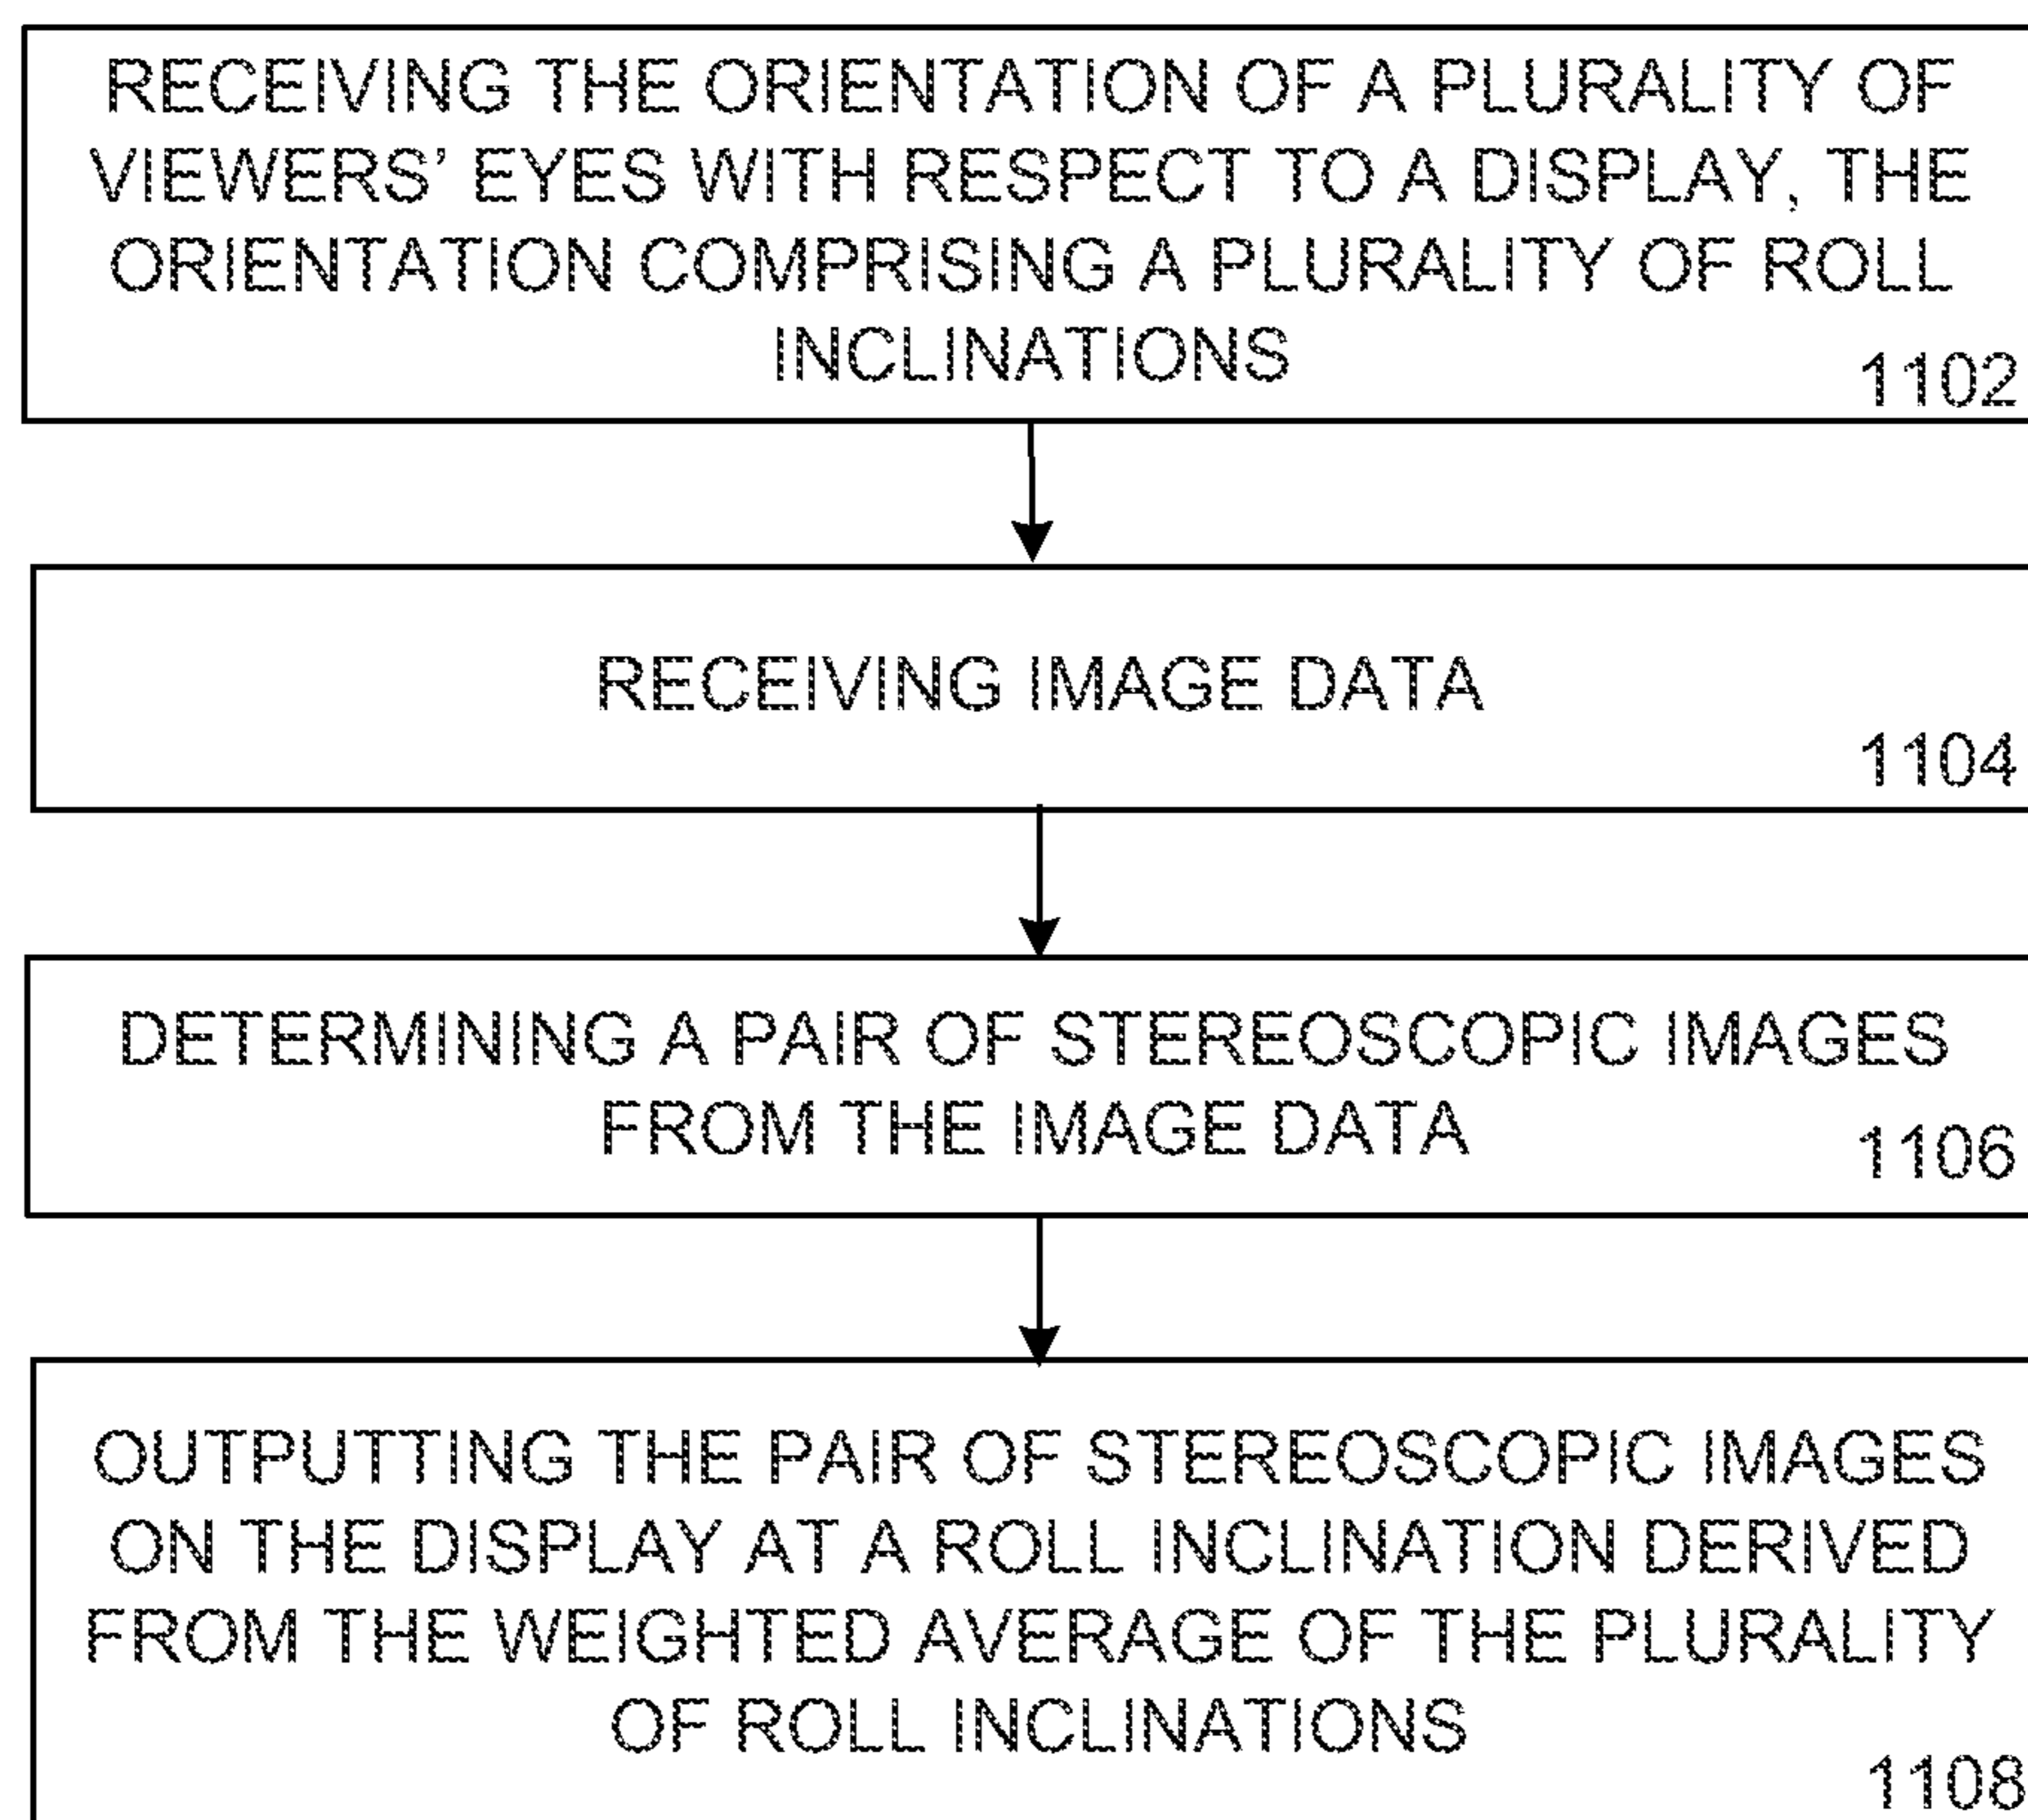 RECEIVING THE ORIENTATION OF A PLURALITY OF
VIEWERS' EYES WITH RESPECT TO A DISPLAY, THE
ORIENTATION COMPRISING A PLURALITY OF ROLL
INCLINATIONS
1102
RECEIVING IMAGE DATA
1104
DETERMINING A PAIR OF STEREOSCOPIC IMAGES
FROM THE IMAGE DATA
1106
OUTPUTTING THE PAIR OF STEREOSCOPIC IMAGES
ON THE DISPLAY AT A ROLL INCLINATION DERIVED
FROM THE WEIGHTED AVERAGE OF THE PLURALITY
OF ROLL INCLINATIONS
1108